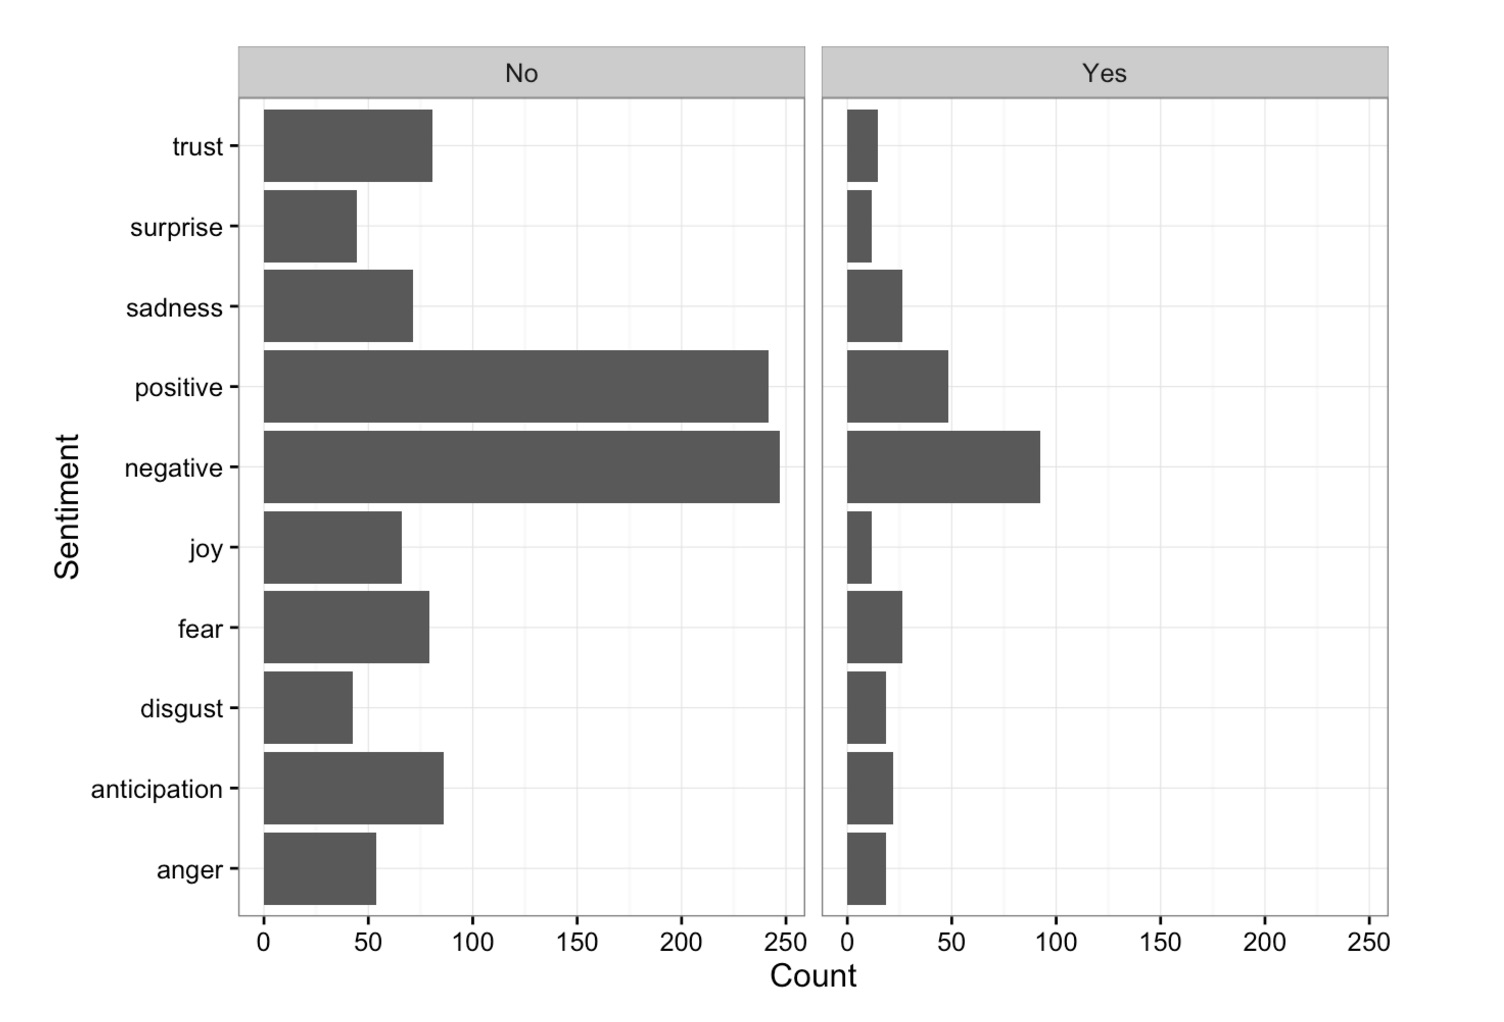 No
Yes
trust
surprise
sadness
positive
negative
joy
fear
disgust
anticipation
anger
Sentiment
0 50 100 150 200 250
0 50 100 150 200 250
Count